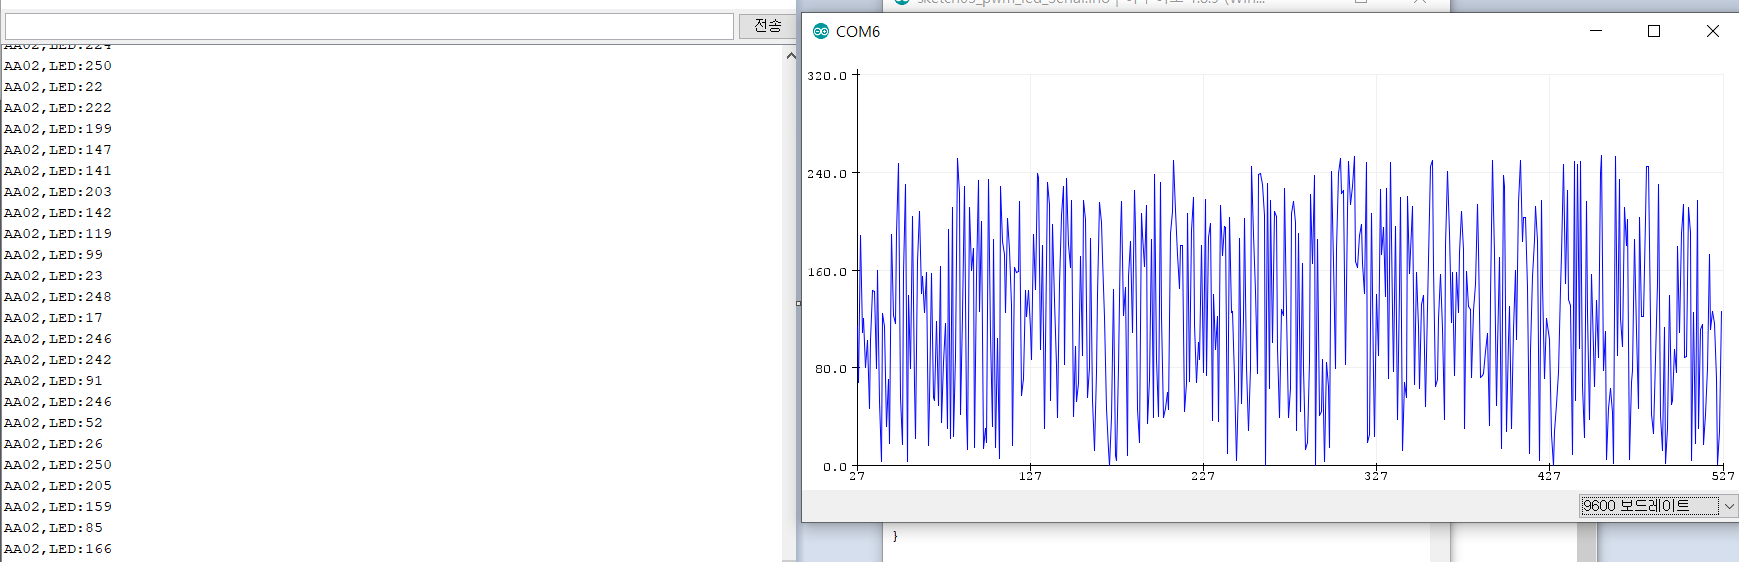 전송
AA02,LED:224
AA02,LED:250
AA02,LED:22
AA02,LED:222
AA02,LED:199
AA02,LED:147
AA02,LED:141
AA02,LED:203
AA02,LED:142
AA02,LED:119
AA02,LED:99
AA02,LED:23
AA02,LED:248
AA02,LED:17
AA02,LED:246
AA02,LED:242
AA02,LED:91
AA02,LED:246
AA02,LED:52
AA02,LED:26
AA02,LED:250
AA02,LED:205
AA02,LED:159
AA02,LED:85
AA02,LED:166
COM6
320.0
240.0
160.0
80.0
0.0
27 127 227 327 427 527
9600 보드레이트
}